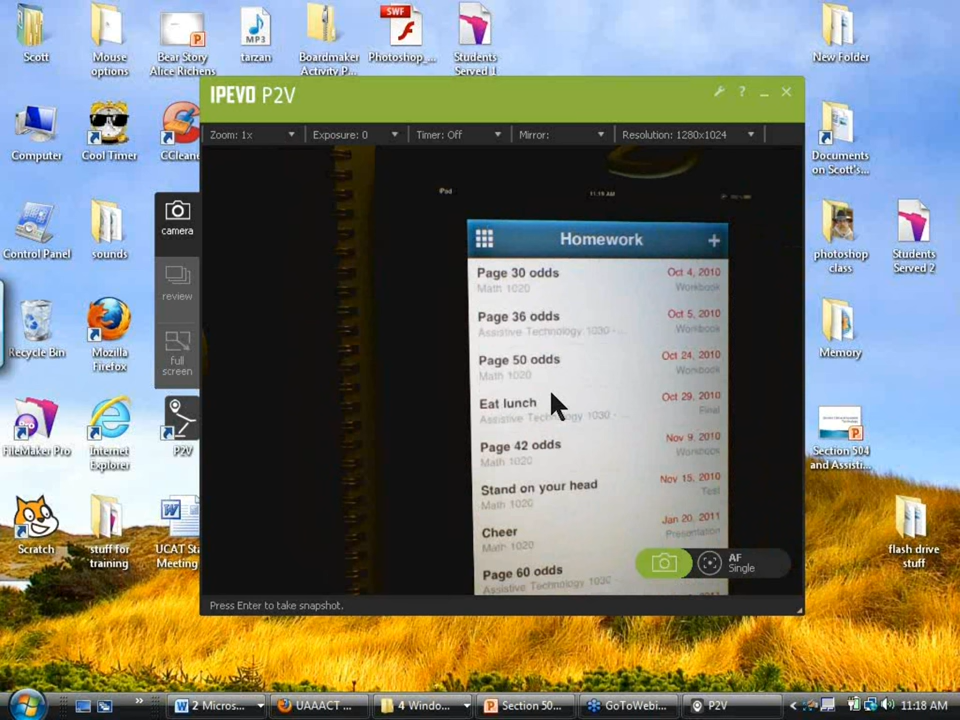 Scott
Mouse options
Bear Story Alice Richens
tarzan
Boardmaker Activity P...
SWF
Photoshop_...
Students Served 1
New Folder
MP3
IPEVO P2V
Zoom: 1x
Exposure: 0
Timer: Off
Mirror:
Resolution: 1280x1024
Computer
Cool Timer
CCleane
Documents on Scott's...
iPad
11:18 AM
camera
Homework
+
Page 30 odds
Oct 4, 2010
Math 1020
Workbook
Page 36 odds
Oct 5, 2010
Assistive Technology 1030 - ...
Workbook
Page 50 odds
Oct 24, 2010
Math 1020
Workbook
Eat lunch
Oct 29, 2010
Assistive Technology 1030 - ...
Final
Page 42 odds
Nov 9, 2010
Math 1020
Workbook
Stand on your head
Nov 15, 2010
Math 1020
Test
Cheer
Jan 20, 2011
Math 1020
Presentation
Page 60 odds
Assistive Technology 1030
AF
Single
Press Enter to take snapshot.
Control Panel
sounds
review
photoshop class
Students Served 2
Recycle Bin
Mozilla Firefox
full screen
Memory
FileMaker Pro
Internet Explorer
P2V
Section 504 and Assisti...
Scratch
stuff for training
UCAT Sta
Meeting
flash drive stuff
2 Micros...
UAAACT ...
4 Windo...
Section 50...
GoToWebi...
P2V
11:18 AM